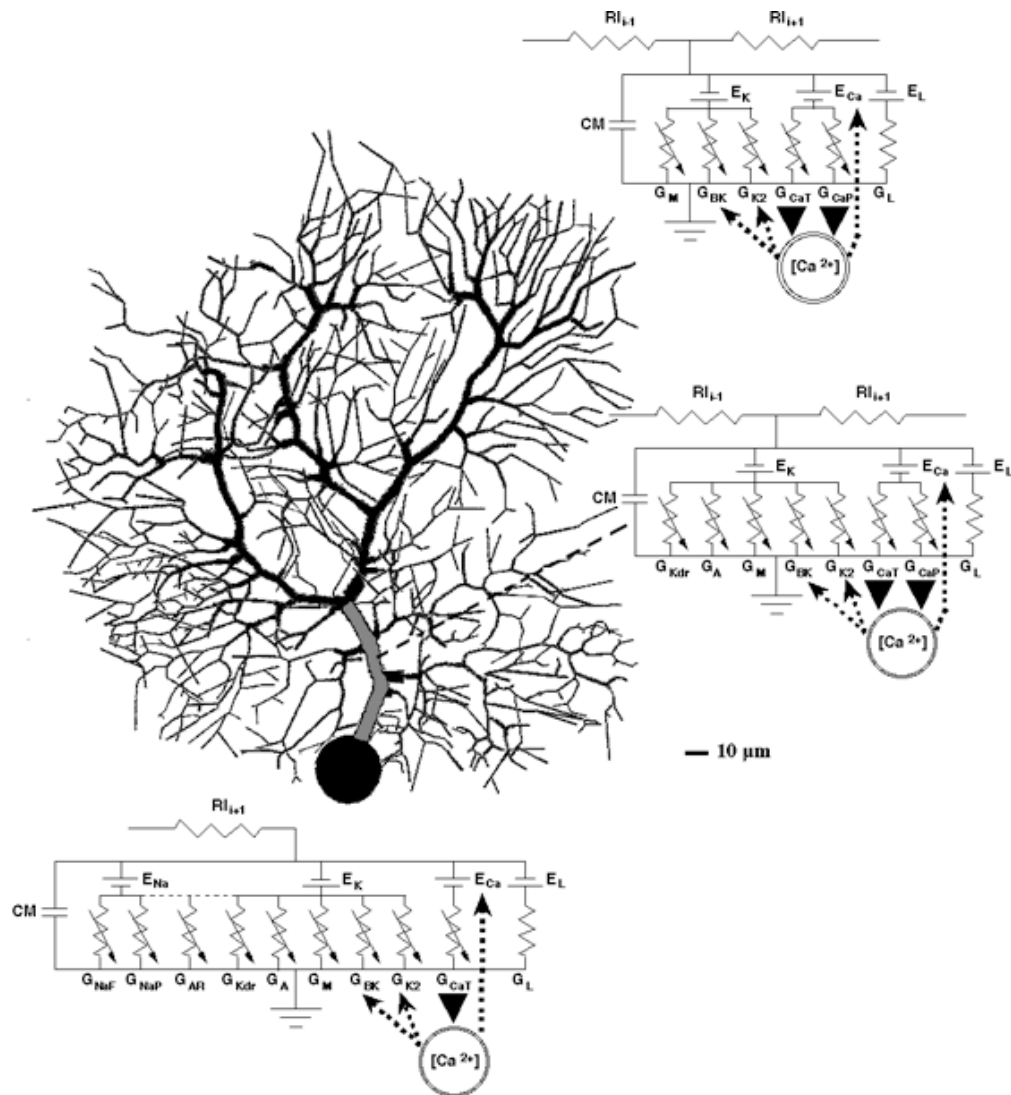 RI i-1 RI i+1
E K E Ca E L
CM
G M G BK G K2 G CaT G CaP G L
[Ca 2+]
RI i-1 RI i+1
E K E Ca E L
CM
G Kdr G A G M G BK G K2 G CaT G CaP G L
[Ca 2+]
10 µm
RI i+1
E Na E K E Ca E L
CM
G NaF G NaP G AR G Kdr G A G M G BK G K2 G CaT G L
[Ca 2+]